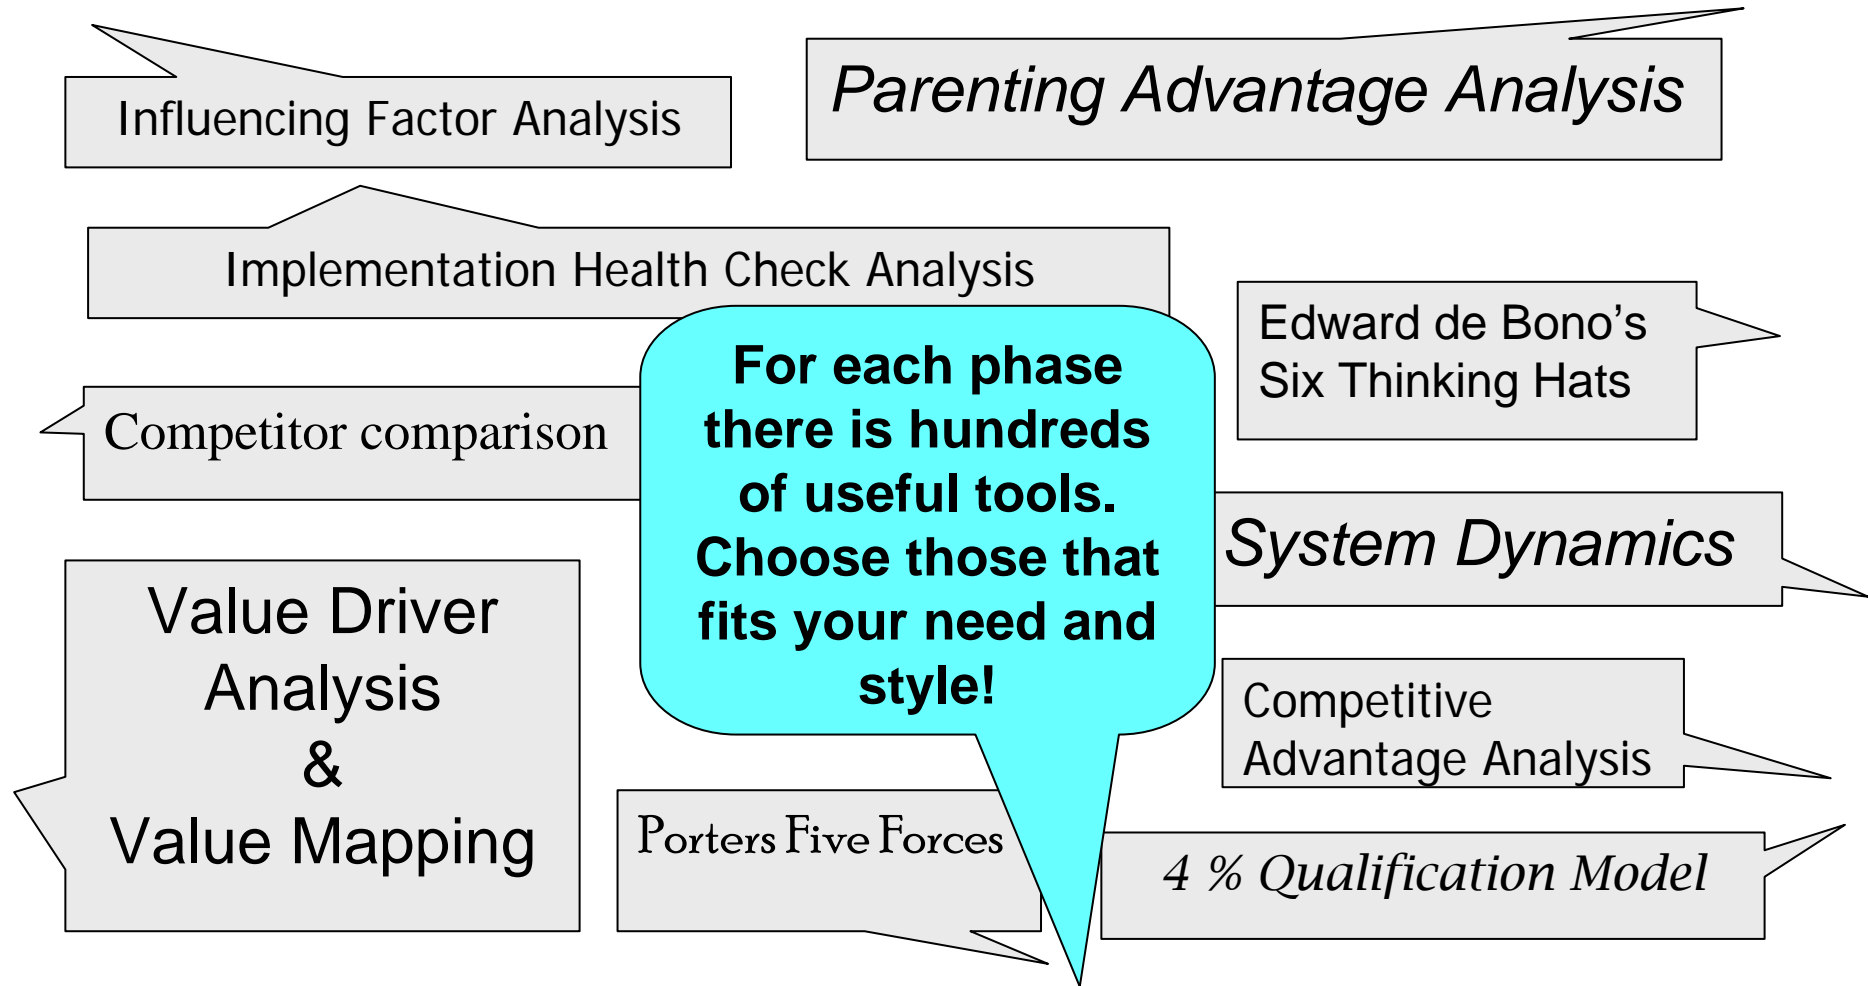 Influencing Factor Analysis
Parenting Advantage Analysis
Implementation Health Check Analysis
Edward de Bono’s
Six Thinking Hats
For each phase
there is hundreds
of useful tools.
Choose those that
fits your need and
style!
Competitor comparison
System Dynamics
Value Driver
Analysis
&
Value Mapping
Competitive
Advantage Analysis
Porters Five Forces
4 % Qualification Model